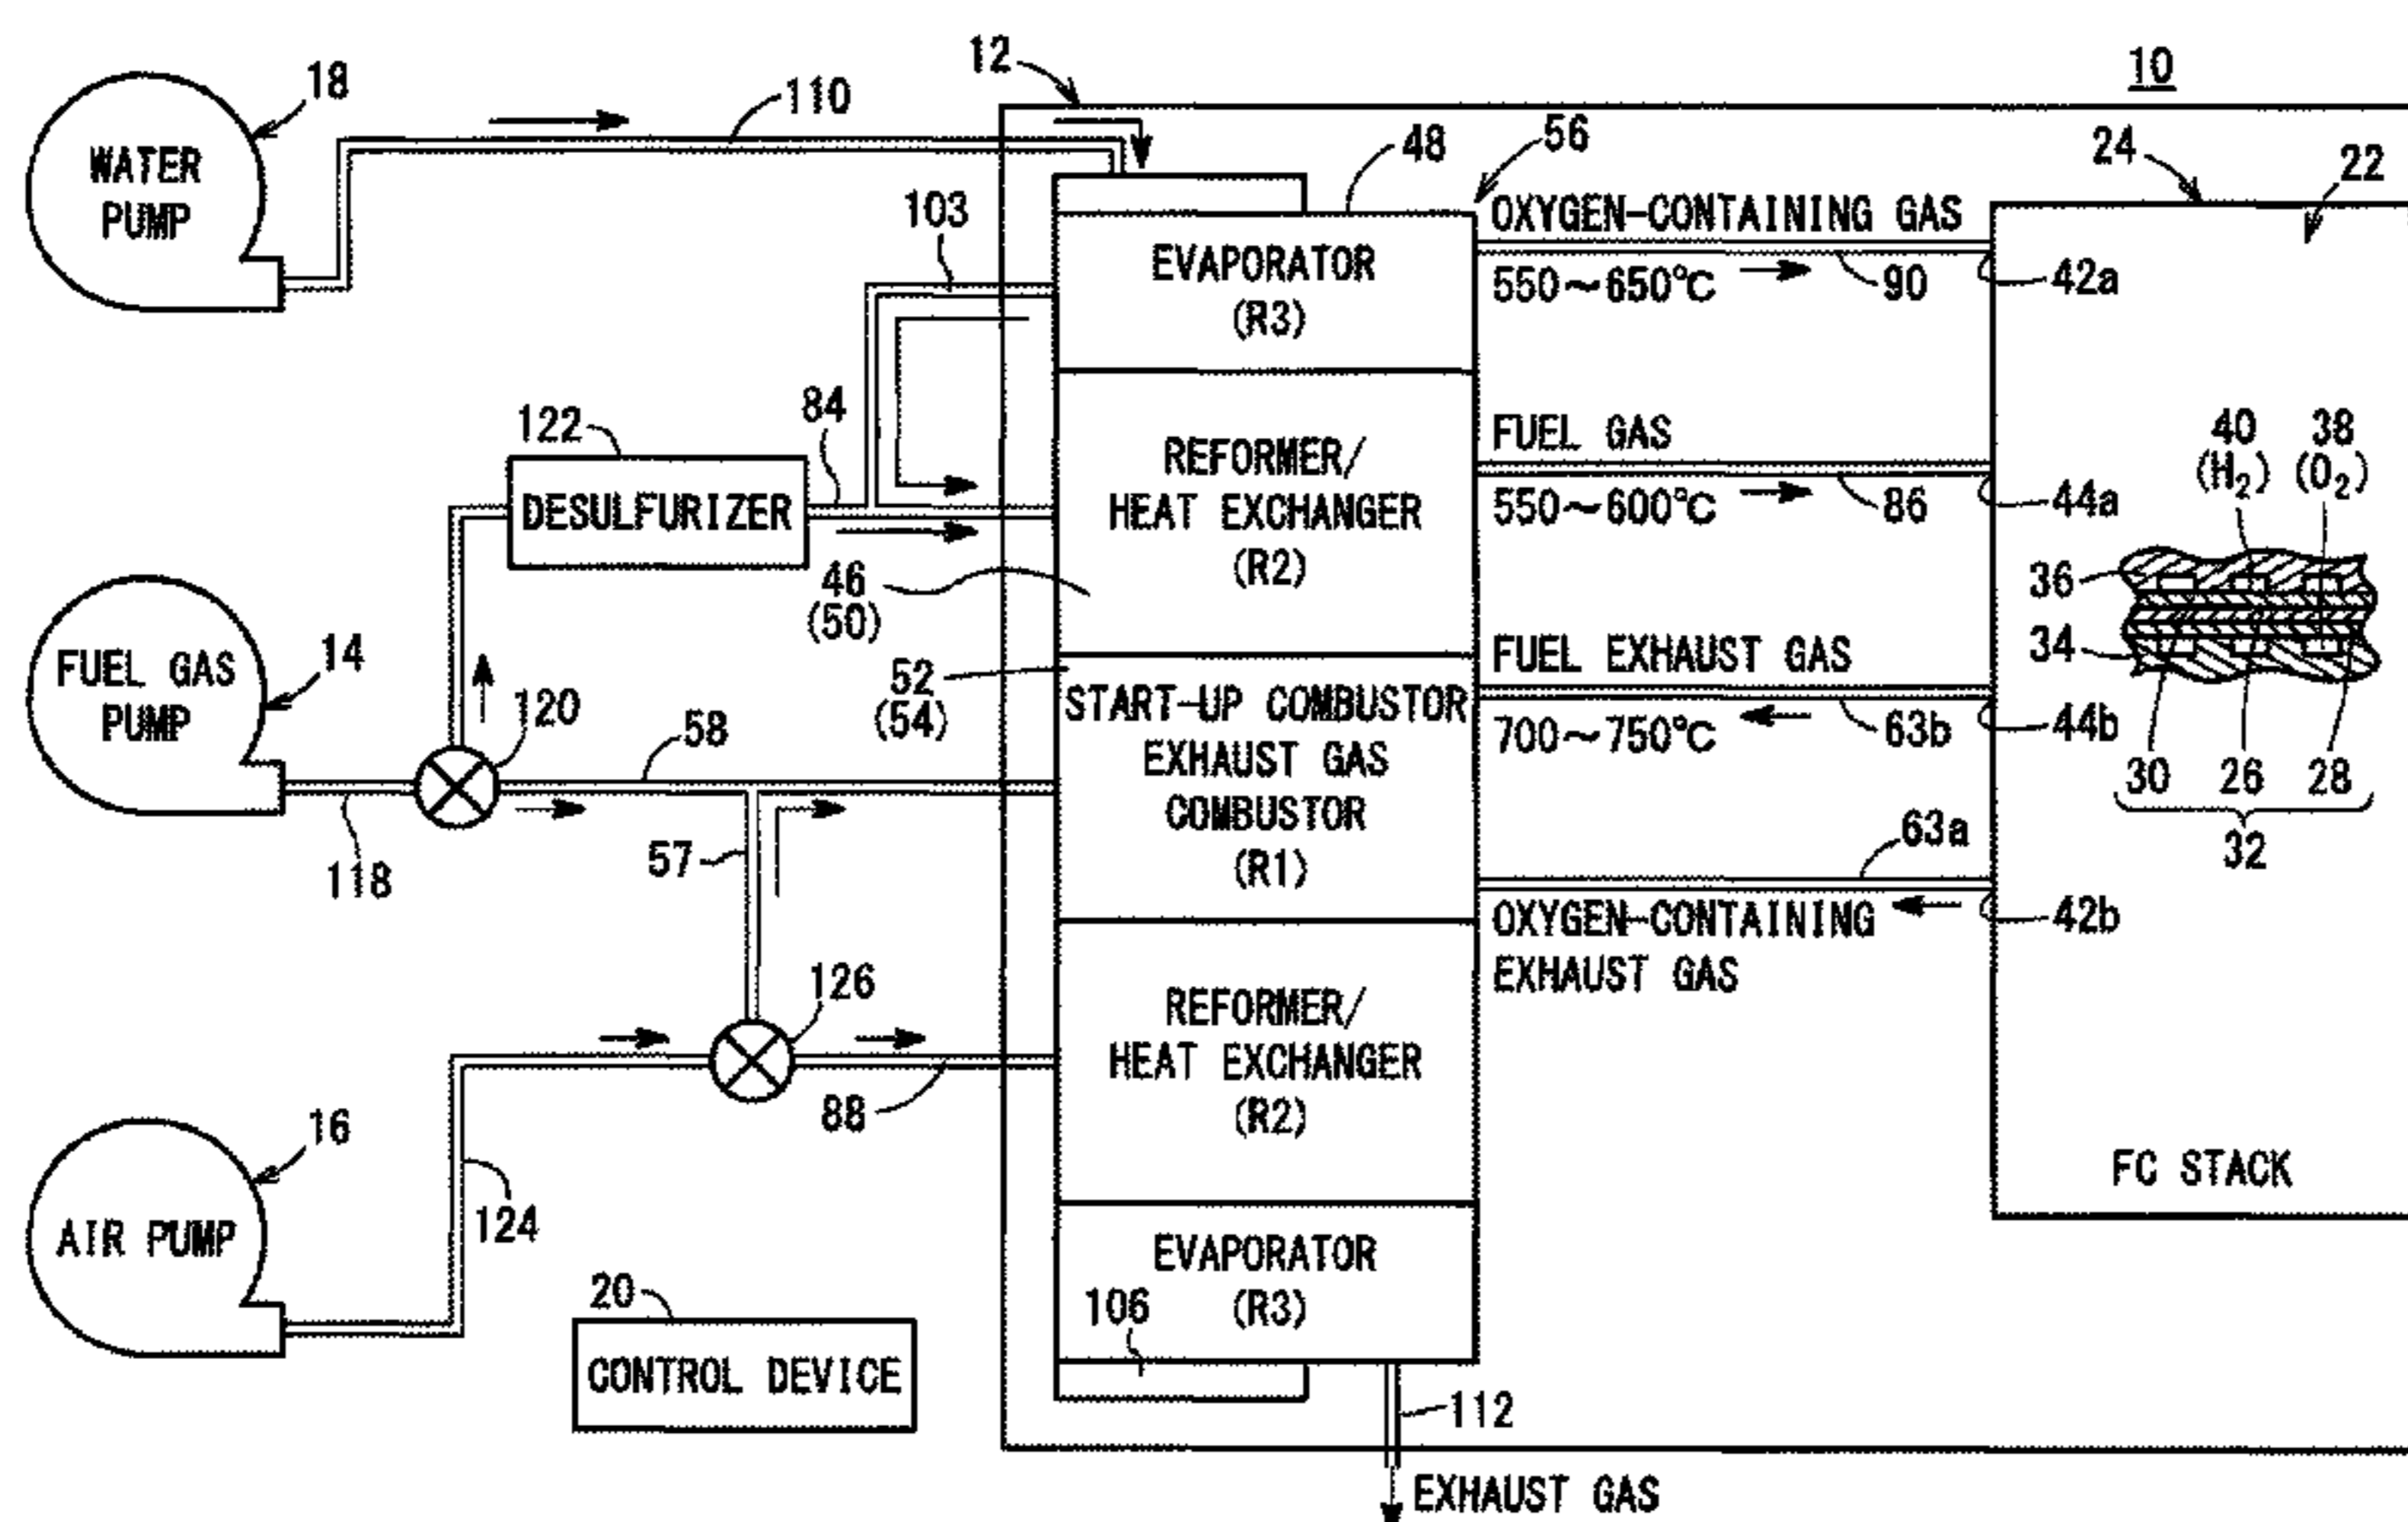 10
12
18
110
WATER
PUMP
48
56
24
22
103
OXYGEN-CONTAINING GAS
EVAPORATOR
(R3)
550~650℃
90
42a
122
84
DESULFURIZER
REFORMER/
HEAT EXCHANGER
(R2)
FUEL GAS
550~600℃
86
44a
40
(H2)
38
(O2)
46
(50)
36
34
14
FUEL GAS
PUMP
120
58
52
(54)
START-UP COMBUSTOR
EXHAUST GAS
COMBUSTOR
(R1)
FUEL EXHAUST GAS
700~750℃
63b
44b
30
26
28
32
118
57
63a
OXYGEN-CONTAINING
EXHAUST GAS
42b
126
REFORMER/
HEAT EXCHANGER
(R2)
88
16
AIR PUMP
124
FC STACK
EVAPORATOR
(R3)
106
20
CONTROL DEVICE
112
EXHAUST GAS